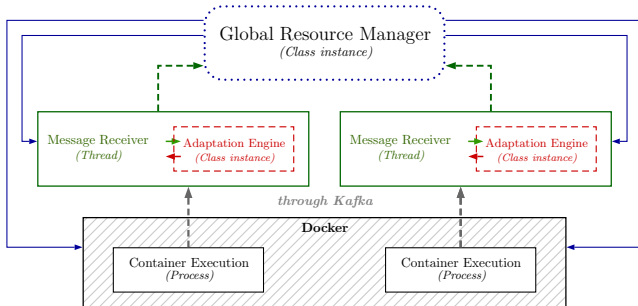 Global Resource Manager
(Class instance)
Message Receiver
(Thread)
Adaptation Engine
(Class instance)
Message Receiver
(Thread)
Adaptation Engine
(Class instance)
through Kafka
Docker
Container Execution
(Process)
Container Execution
(Process)